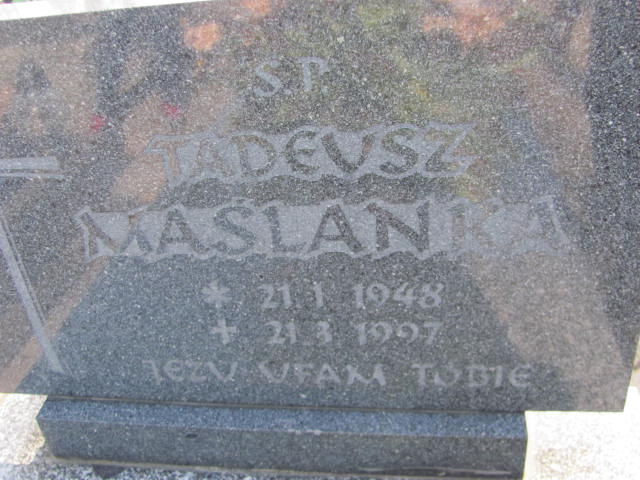 Ś.P.
TADEUSZ
MAŚLANKA
* 21.1.1948
+ 21.3.1997
JEZU UFAM TOBIE